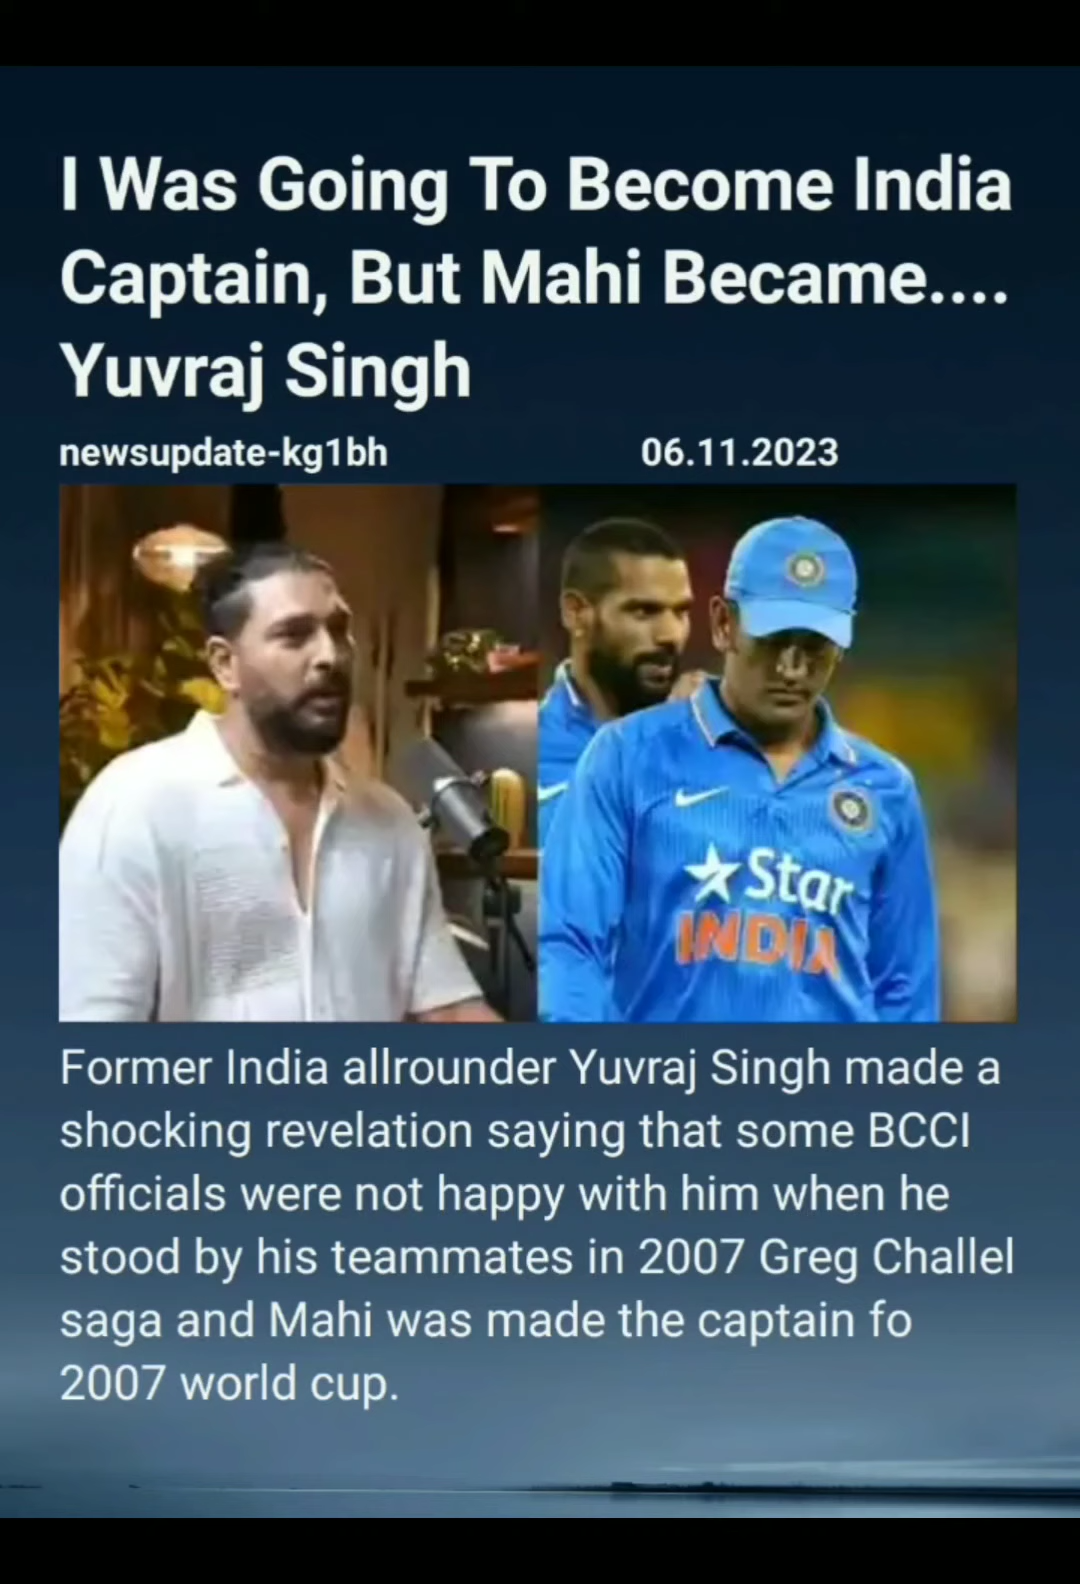 I Was Going To Become India
Captain, But Mahi Became....
Yuvraj Singh
newsupdate-kg1bh 06.11.2023
Star
INDIA
Former India allrounder Yuvraj Singh made a
shocking revelation saying that some BCCI
officials were not happy with him when he
stood by his teammates in 2007 Greg Challel
saga and Mahi was made the captain fo
2007 world cup.